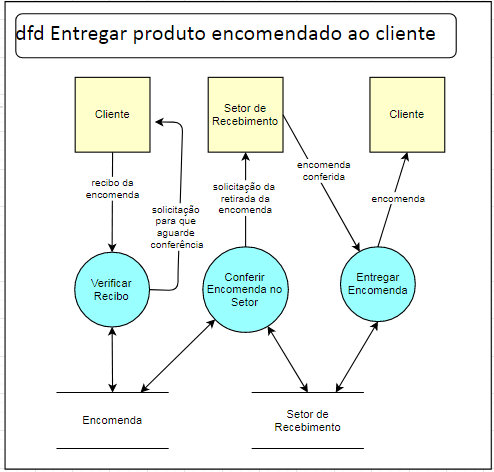 dfd Entregar produto encomendado ao cliente
Cliente
Setor de
Recebimento
Cliente
recibo da
encomenda
solicitação
para que
aguarde
conferência
solicitação da
retirada da
encomenda
encomenda
conferida
encomenda
Verificar
Recibo
Conferir
Encomenda no
Setor
Entregar
Encomenda
Encomenda
Setor de
Recebimento